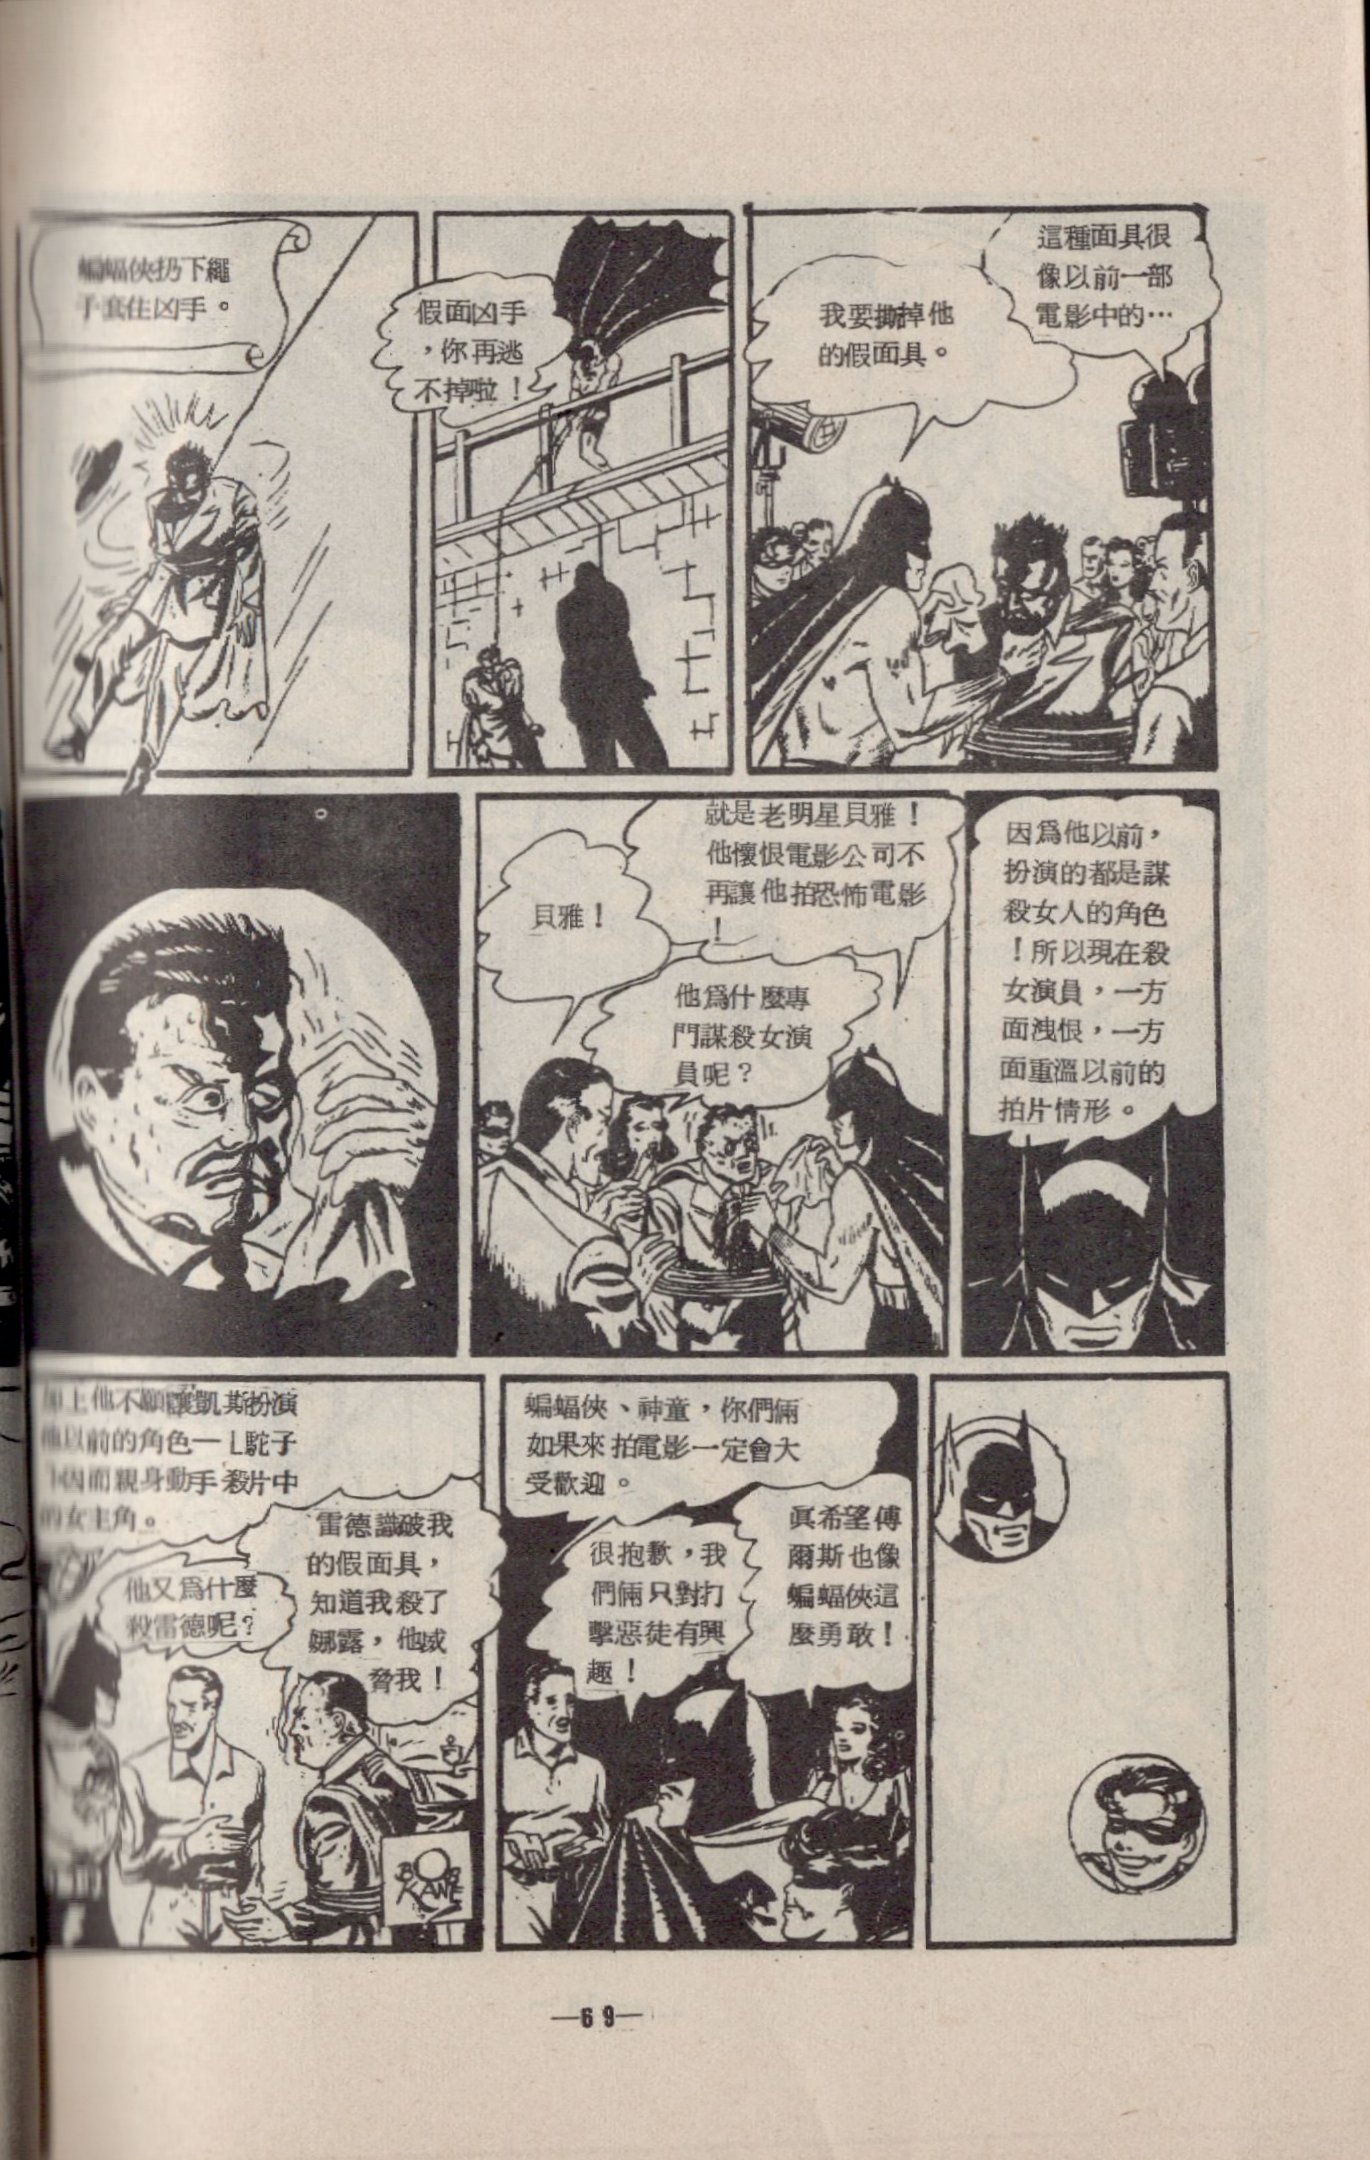 蝙蝠俠扔下繩
子套住凶手。
假面凶手
，你再逃
不掉啦！
我要撕掉他
的假面具。
這種面具很
像以前一部
電影中的⋯
貝雅！
就是老明星貝雅！
他懷恨電影公司不
再讓他拍恐怖電影
！
他為什麼專
門謀殺女演
員呢？
因為他以前，
扮演的都是謀
殺女人的角色
！所以現在殺
女演員，一方
面洩恨，一方
面重溫以前的
拍片情形。
加上他不願讓凱斯扮演
他以前的角色—L駝子
因而親身動手殺片中
的女主角。
他又為什麼
殺雷德呢？
雷德識破我
的假面具，
知道我殺了
娜露，他威
脅我！
BOB
KANE
蝙蝠俠、神童，你們倆
如果來拍電影一定會大
受歡迎。
很抱歉，我
們倆只對打
擊惡徒有興
趣！
眞希望傅
爾斯也像
蝙蝠俠這
麼勇敢！
—69—